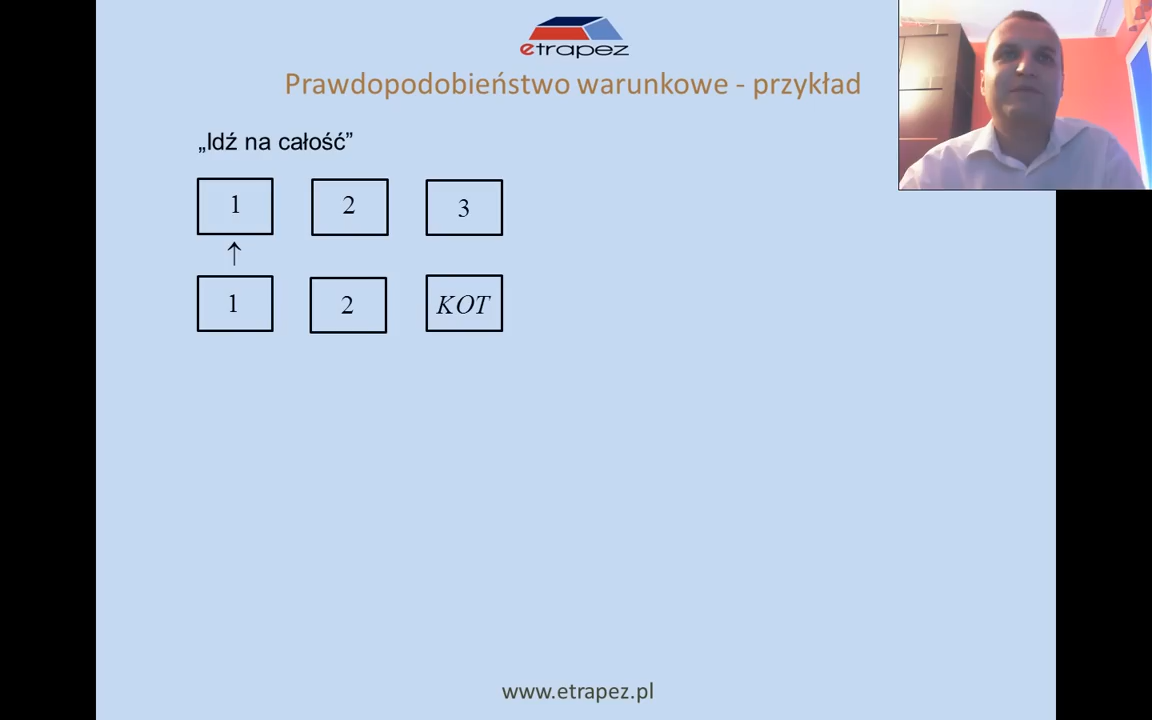 etrapez
Prawdopodobieństwo warunkowe - przykład
„Idź na całość”
1 2 3
↑
1 2 KOT
www.etrapez.pl